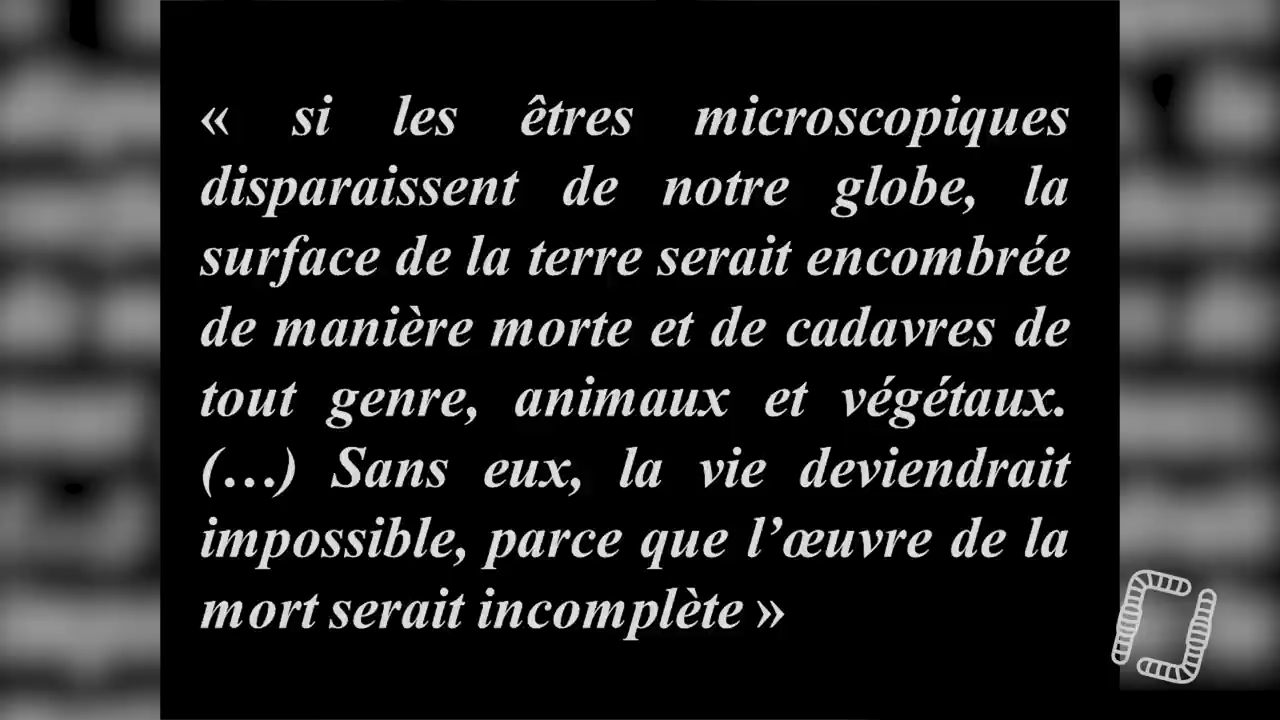 « si les êtres microscopiques
disparaissent de notre globe, la
surface de la terre serait encombrée
de manière morte et de cadavres de
tout genre, animaux et végétaux.
(…) Sans eux, la vie deviendrait
impossible, parce que l’œuvre de la
mort serait incomplète »